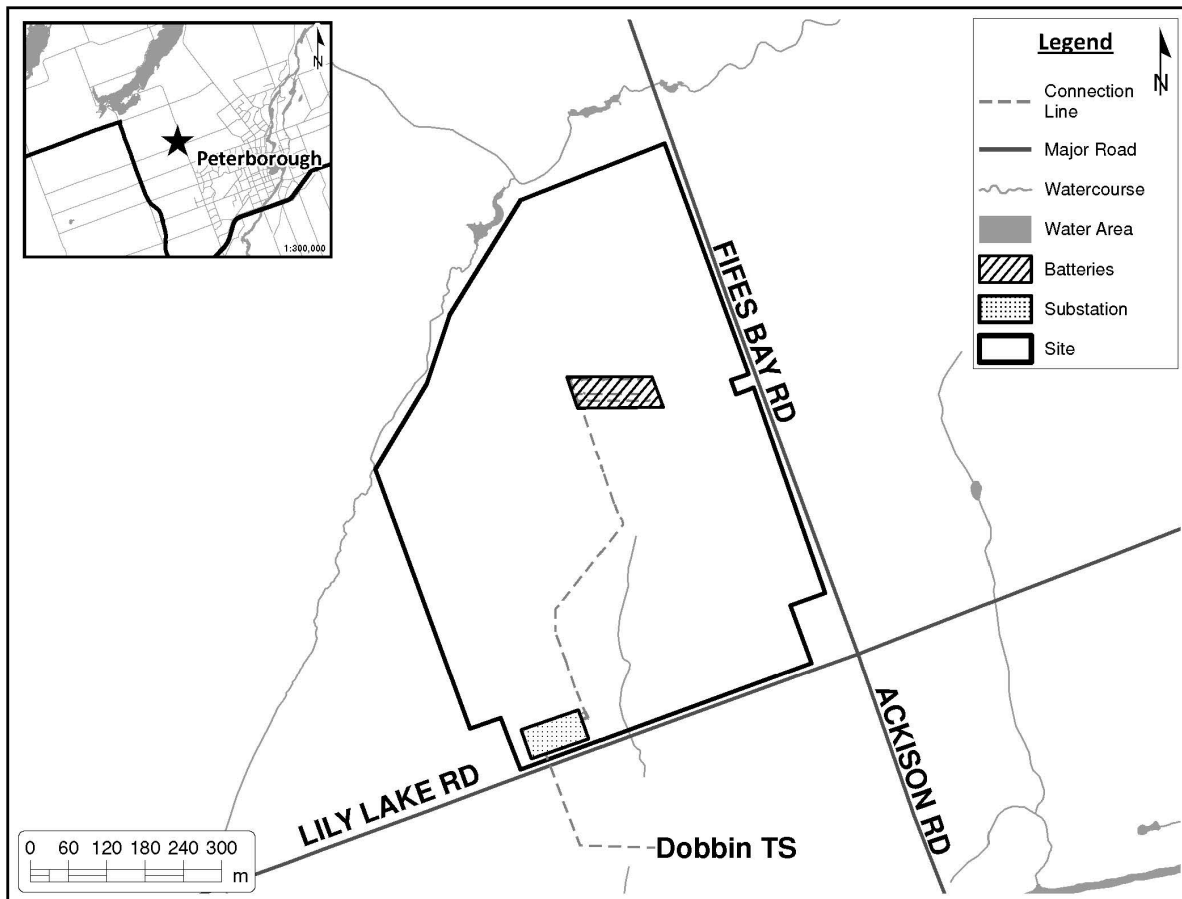 N
Peterborough
1:300,000
Legend
N
Connection
Line
Major Road
Watercourse
Water Area
Batteries
Substation
Site
FIFES BAY RD
ACKISON RD
LILY LAKE RD
Dobbin TS
0 60 120 180 240 300
m